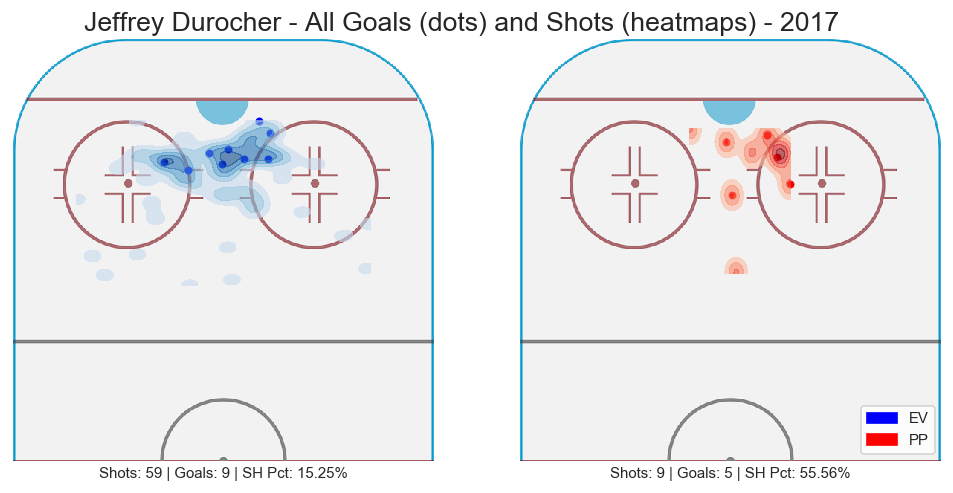 Jeffrey Durocher - All Goals (dots) and Shots (heatmaps) - 2017
EV
PP
Shots: 59 | Goals: 9 | SH Pct: 15.25%
Shots: 9 | Goals: 5 | SH Pct: 55.56%